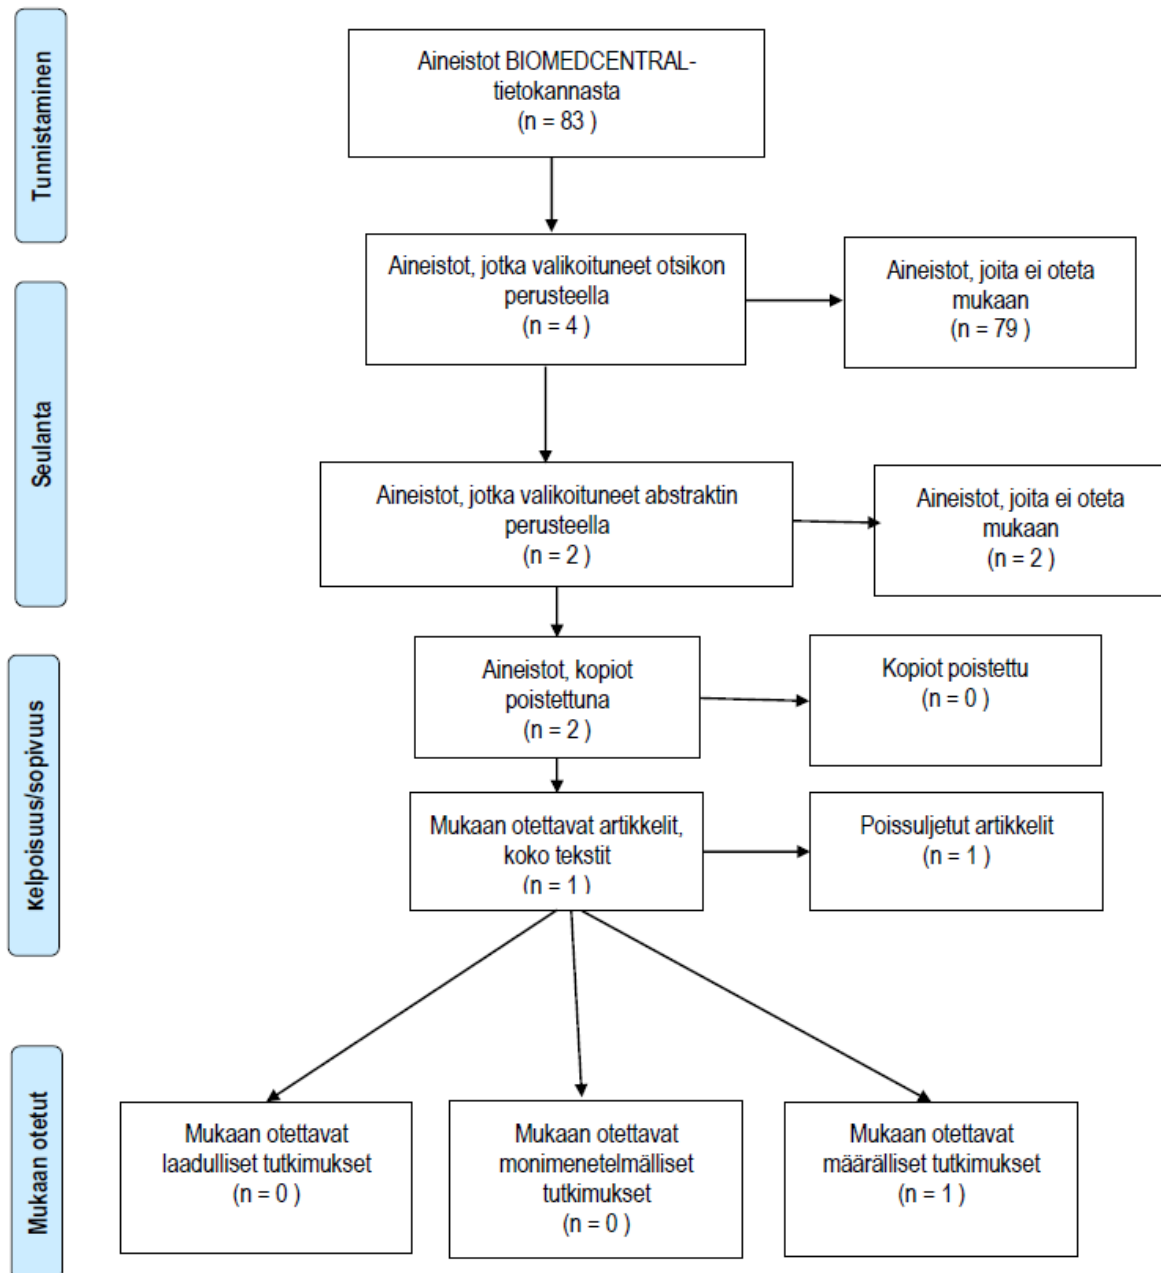 Tunnistaminen
Aineistot BIOMEDCENTRAL-
tietokannasta
(n = 83 )
Aineistot, jotka valikoituneet otsikon
perusteella
(n = 4 )
Aineistot, joita ei oteta
mukaan
(n = 79 )
Seulanta
Aineistot, jotka valikoituneet abstraktin
perusteella
(n = 2 )
Aineistot, joita ei oteta
mukaan
(n = 2 )
Kelpoisuus/sopivuus
Aineistot, kopiot
poistettuna
(n = 2 )
Kopiot poistettu
(n = 0 )
Mukaan otettavat artikkelit,
koko tekstit
(n = 1 )
Poissuljetut artikkelit
(n = 1 )
Mukaan otetut
Mukaan otettavat
laadulliset tutkimukset
(n = 0 )
Mukaan otettavat
monimenetelmälliset
tutkimukset
(n = 0 )
Mukaan otettavat
määrälliset tutkimukset
(n = 1 )